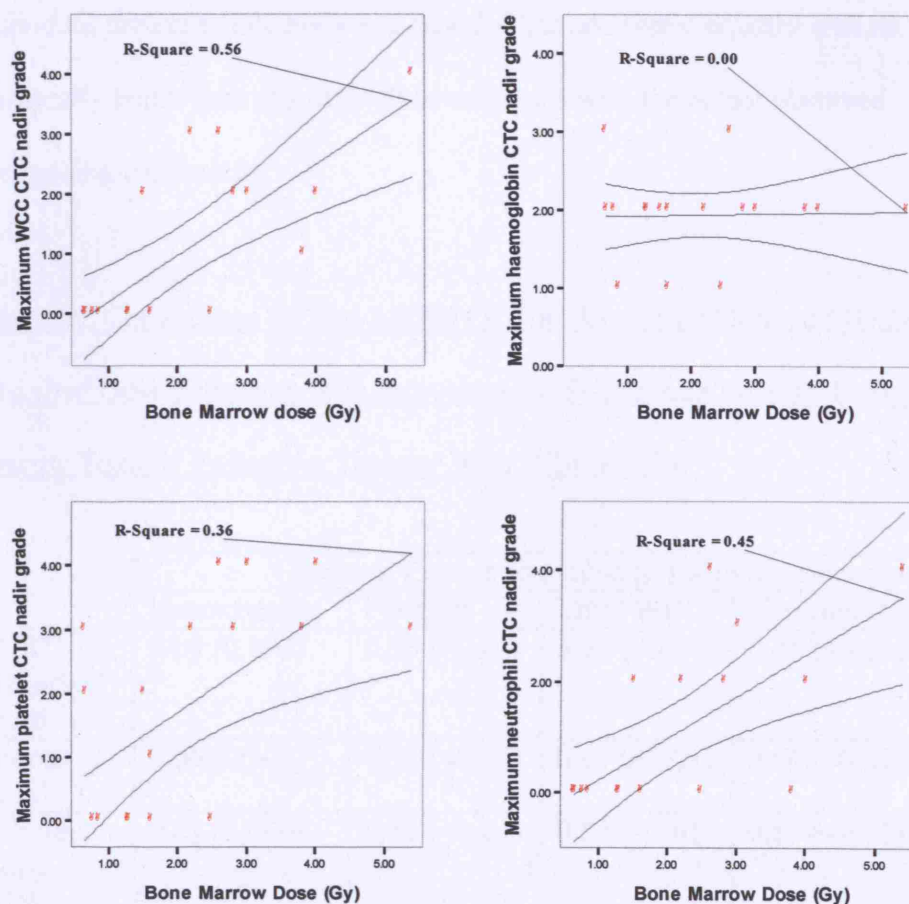 R-Square = 0.56
Maximum WCC CTC nadir grade
4.00
3.00
2.00
1.00
0.00
1.00 2.00 3.00 4.00 5.00
Bone Marrow dose (Gy)
R-Square = 0.00
Maximum haemoglobin CTC nadir grade
4.00
3.00
2.00
1.00
0.00
1.00 2.00 3.00 4.00 5.00
Bone Marrow Dose (Gy)
R-Square = 0.36
Maximum platelet CTC nadir grade
4.00
3.00
2.00
1.00
0.00
1.00 2.00 3.00 4.00 5.00
Bone Marrow Dose (Gy)
R-Square = 0.45
Maximum neutrophil CTC nadir grade
4.00
2.00
0.00
1.00 2.00 3.00 4.00 5.00
Bone Marrow Dose (Gy)